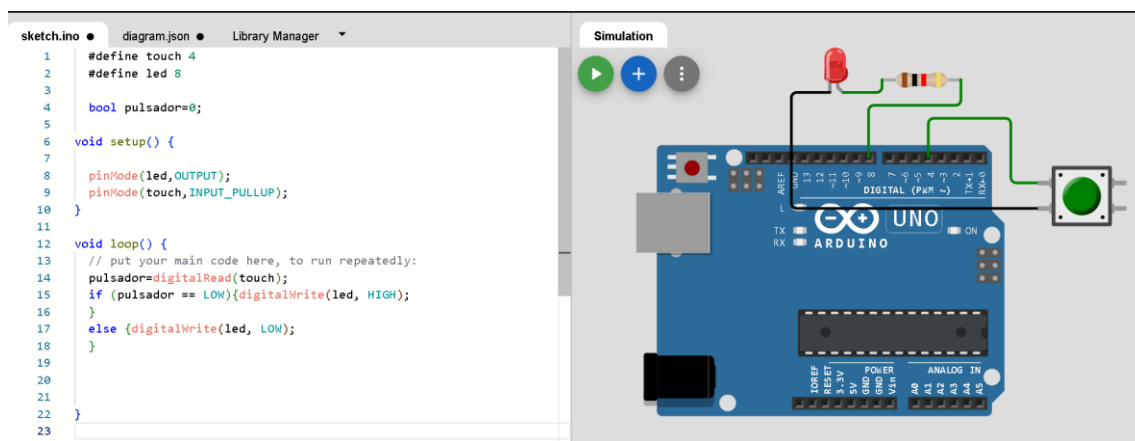 sketch.ino ● diagram.json ● Library Manager
1 #define touch 4
2 #define led 8
3
4 bool pulsador=0;
5
6 void setup() {
7
8 pinMode(led,OUTPUT);
9 pinMode(touch,INPUT_PULLUP);
10 }
11
12 void loop() {
13 // put your main code here, to run repeatedly:
14 pulsador=digitalRead(touch);
15 if (pulsador == LOW){digitalWrite(led, HIGH);
16 }
17 else {digitalWrite(led, LOW);
18 }
19
20
21
22 }
23
Simulation
AREF GND 13 12 ~11 ~10 ~9 8 7 ~6 ~5 4 ~3 2 TX→1 RX←0
DIGITAL (PWM ~)
L
UNO
TX
RX
ARDUINO
ON
POWER ANALOG IN
IOREF RESET 3.3V 5V GND GND Vin A0 A1 A2 A3 A4 A5